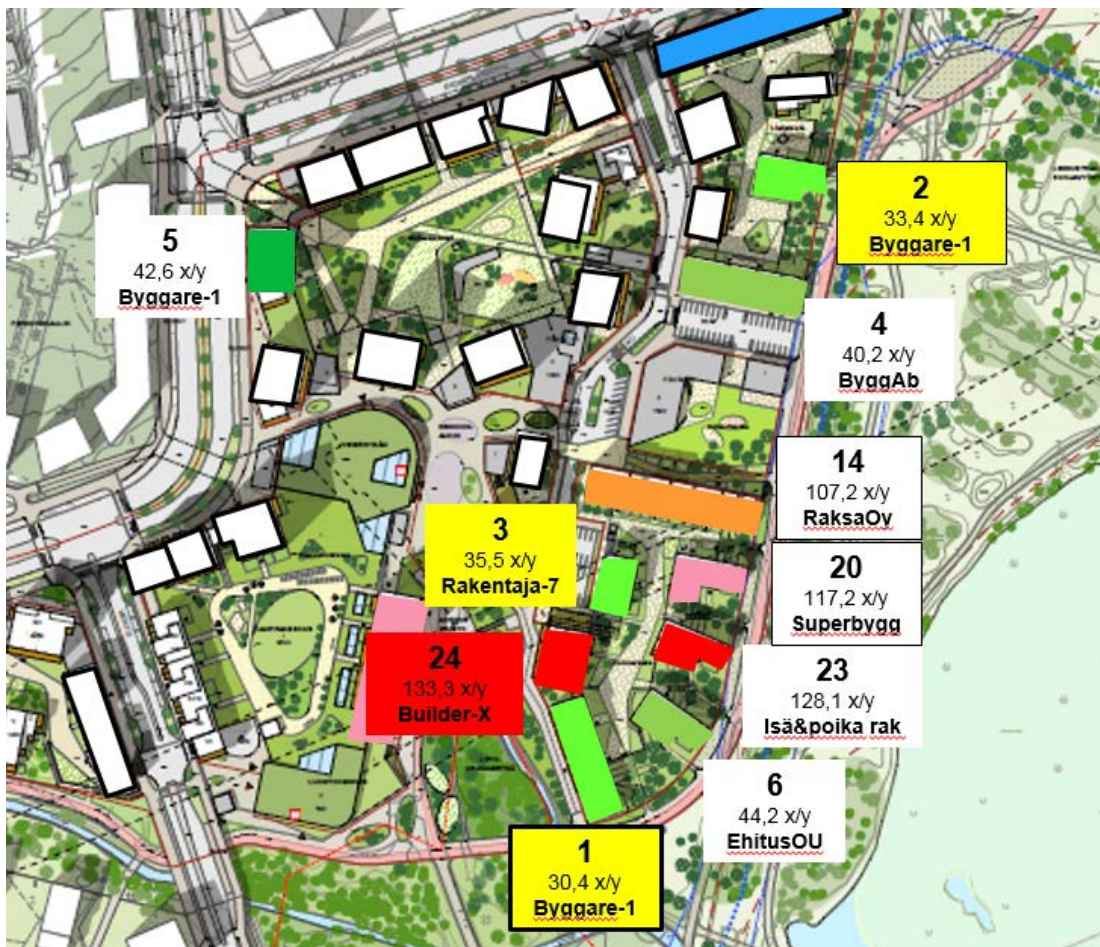 2
33,4 x/y
Byggare-1
5
42,6 x/y
Byggare-1
4
40,2 x/y
ByggAb
14
107,2 x/y
RaksaOy
3
35,5 x/y
Rakentaja-7
20
117,2 x/y
Superbygg
24
133,3 x/y
Builder-X
23
128,1 x/y
Isä&poika rak
6
44,2 x/y
EhitusOU
1
30,4 x/y
Byggare-1